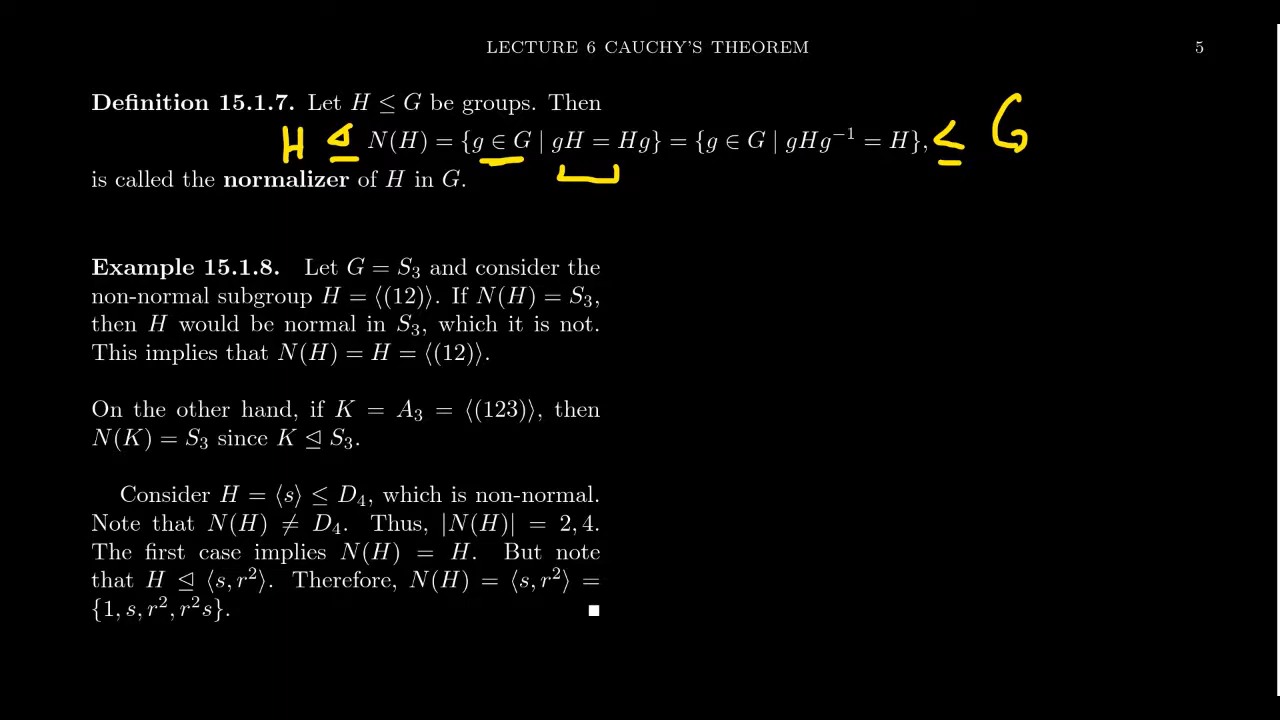 LECTURE 6 CAUCHY'S THEOREM 5
Definition 15.1.7. Let H ≤ G be groups. Then
H ⊴ N(H) = {g ∈ G | gH = Hg} = {g ∈ G | gHg⁻¹ = H}, ≤ G
is called the normalizer of H in G.
Example 15.1.8. Let G = S₃ and consider the
non-normal subgroup H = ⟨(12)⟩. If N(H) = S₃,
then H would be normal in S₃, which it is not.
This implies that N(H) = H = ⟨(12)⟩.
On the other hand, if K = A₃ = ⟨(123)⟩, then
N(K) = S₃ since K ⊴ S₃.
Consider H = ⟨s⟩ ≤ D₄, which is non-normal.
Note that N(H) ≠ D₄. Thus, |N(H)| = 2, 4.
The first case implies N(H) = H. But note
that H ⊴ ⟨s, r²⟩. Therefore, N(H) = ⟨s, r²⟩ =
{1, s, r², r²s}.